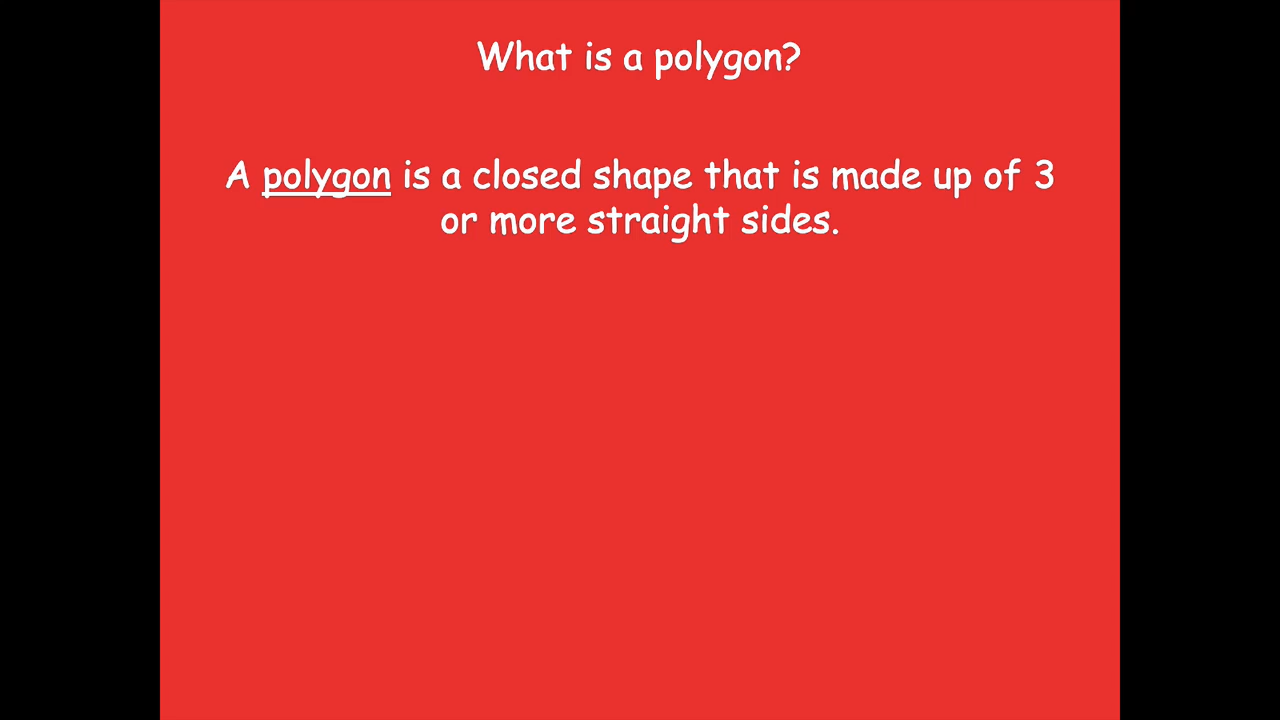 What is a polygon?
A polygon is a closed shape that is made up of 3
or more straight sides.